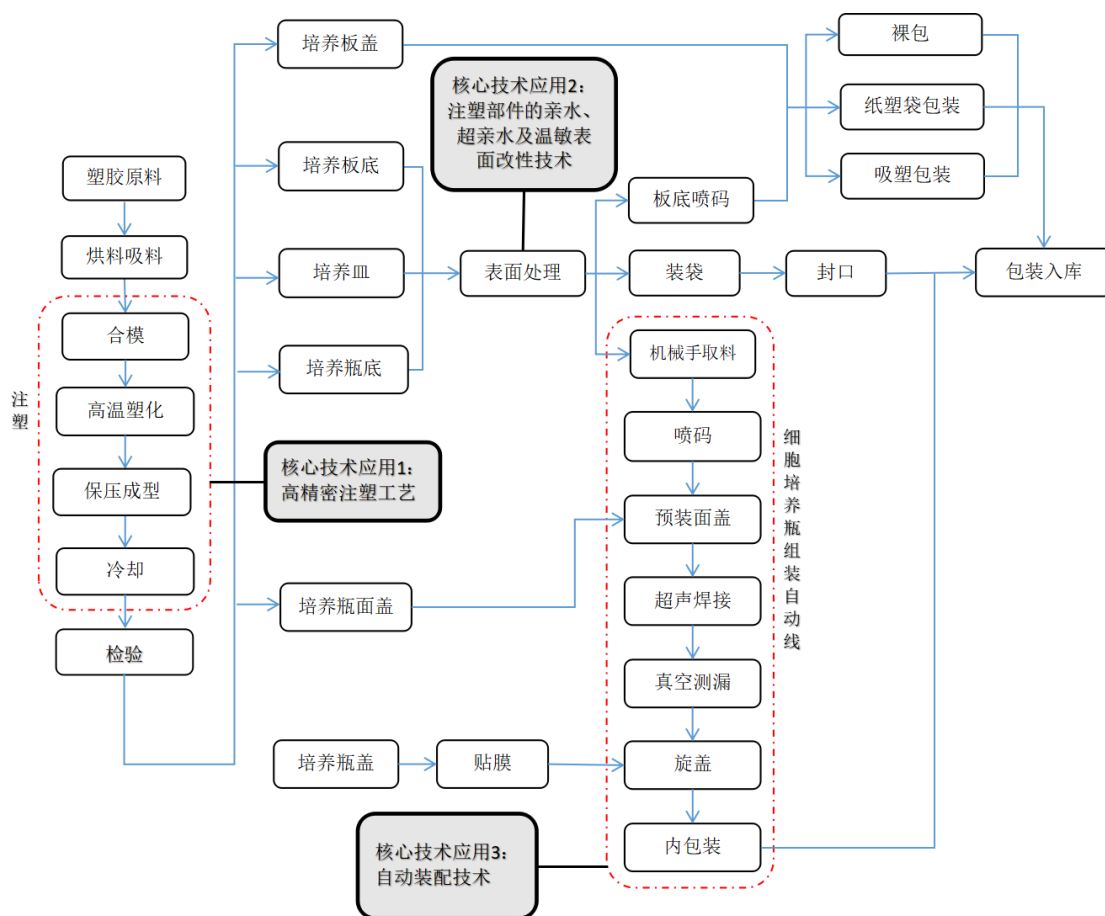 塑胶原料
烘料吸料
注塑
合模
高温塑化
保压成型
冷却
检验
核心技术应用1：
高精密注塑工艺
培养板盖
培养板底
培养皿
培养瓶底
培养瓶面盖
培养瓶盖
贴膜
核心技术应用2：
注塑部件的亲水、
超亲水及温敏表
面改性技术
表面处理
板底喷码
装袋
封口
裸包
纸塑袋包装
吸塑包装
包装入库
机械手取料
喷码
预装面盖
超声焊接
真空测漏
旋盖
内包装
细胞培养瓶组装自动线
核心技术应用3：
自动装配技术